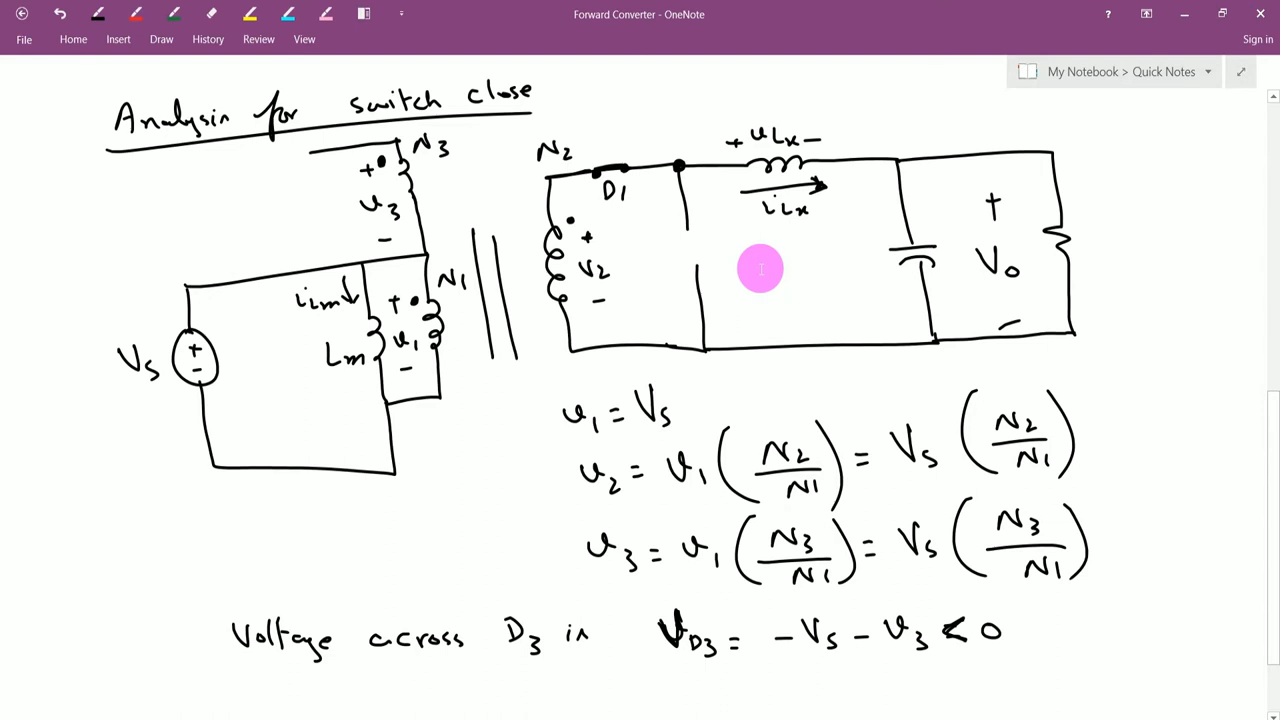 Forward Converter - OneNote
File Home Insert Draw History Review View Sign in
My Notebook > Quick Notes
Analysis for switch close
N3
+ v3 -
N2
D1
+ vLx -
iLx
+ V2 -
+ Vo -
iLm
Lm
+ v1 -
N1
Vs + -
v1 = Vs
v2 = v1 (N2/N1) = Vs (N2/N1)
v3 = v1 (N3/N1) = Vs (N3/N1)
Voltage across D3 is VD3 = - Vs - v3 < 0